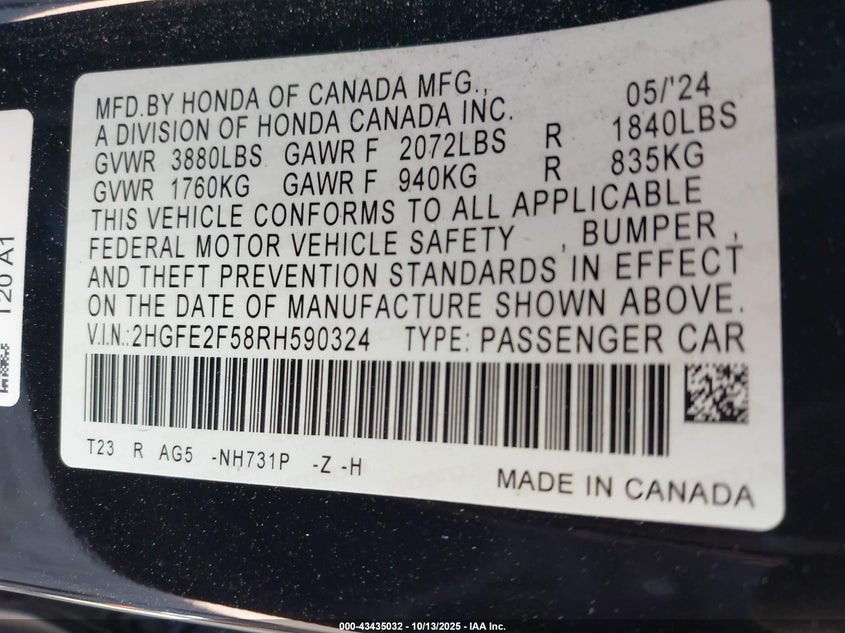 MFD.BY HONDA OF CANADA MFG., 05/'24
A DIVISION OF HONDA CANADA INC.
GVWR 3880LBS GAWR F 2072LBS R 1840LBS
GVWR 1760KG GAWR F 940KG R 835KG
THIS VEHICLE CONFORMS TO ALL APPLICABLE
FEDERAL MOTOR VEHICLE SAFETY , BUMPER ,
AND THEFT PREVENTION STANDARDS IN EFFECT
ON THE DATE OF MANUFACTURE SHOWN ABOVE.
V.I.N.:2HGFE2F58RH590324 TYPE: PASSENGER CAR
T23 R AG5 -NH731P -Z -H
MADE IN CANADA
T20 A1
000-43435032 - 10/13/2025 - IAA Inc.